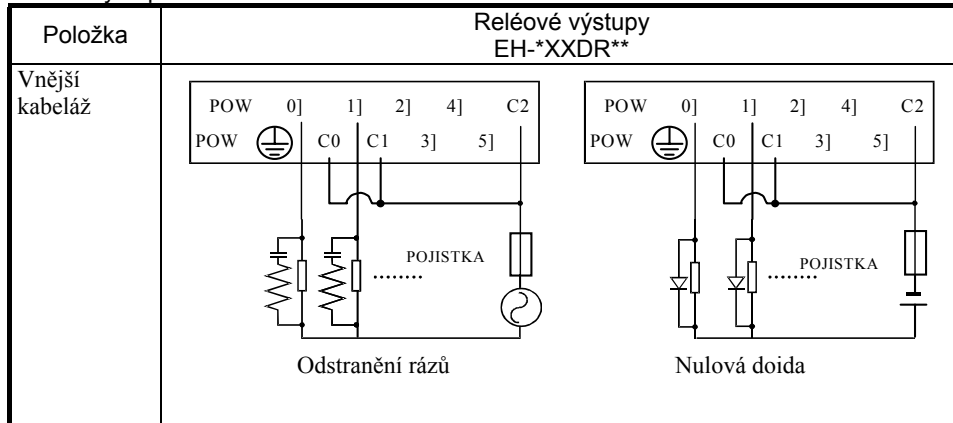 Položka
Reléové výstupy
EH-*XXDR**
Vnější
kabeláž
POW 0] 1] 2] 4] C2
POW C0 C1 3] 5]
POJISTKA
Odstranění rázů
POW 0] 1] 2] 4] C2
POW C0 C1 3] 5]
POJISTKA
Nulová doida